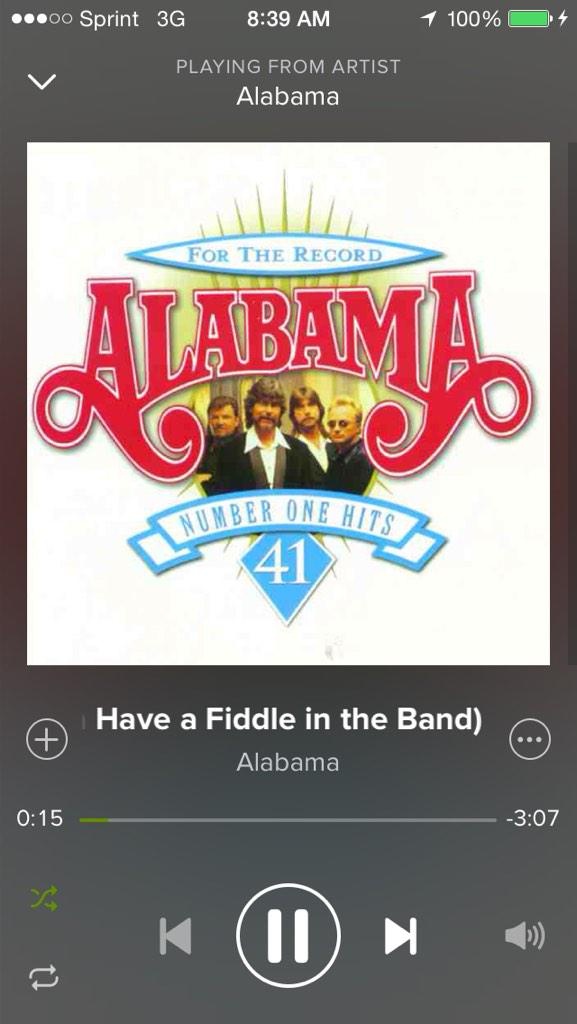 Sprint 3G 8:39 AM 100%
PLAYING FROM ARTIST
Alabama
FOR THE RECORD
ALABAMA
NUMBER ONE HITS
41
Have a Fiddle in the Band)
Alabama
0:15 -3:07